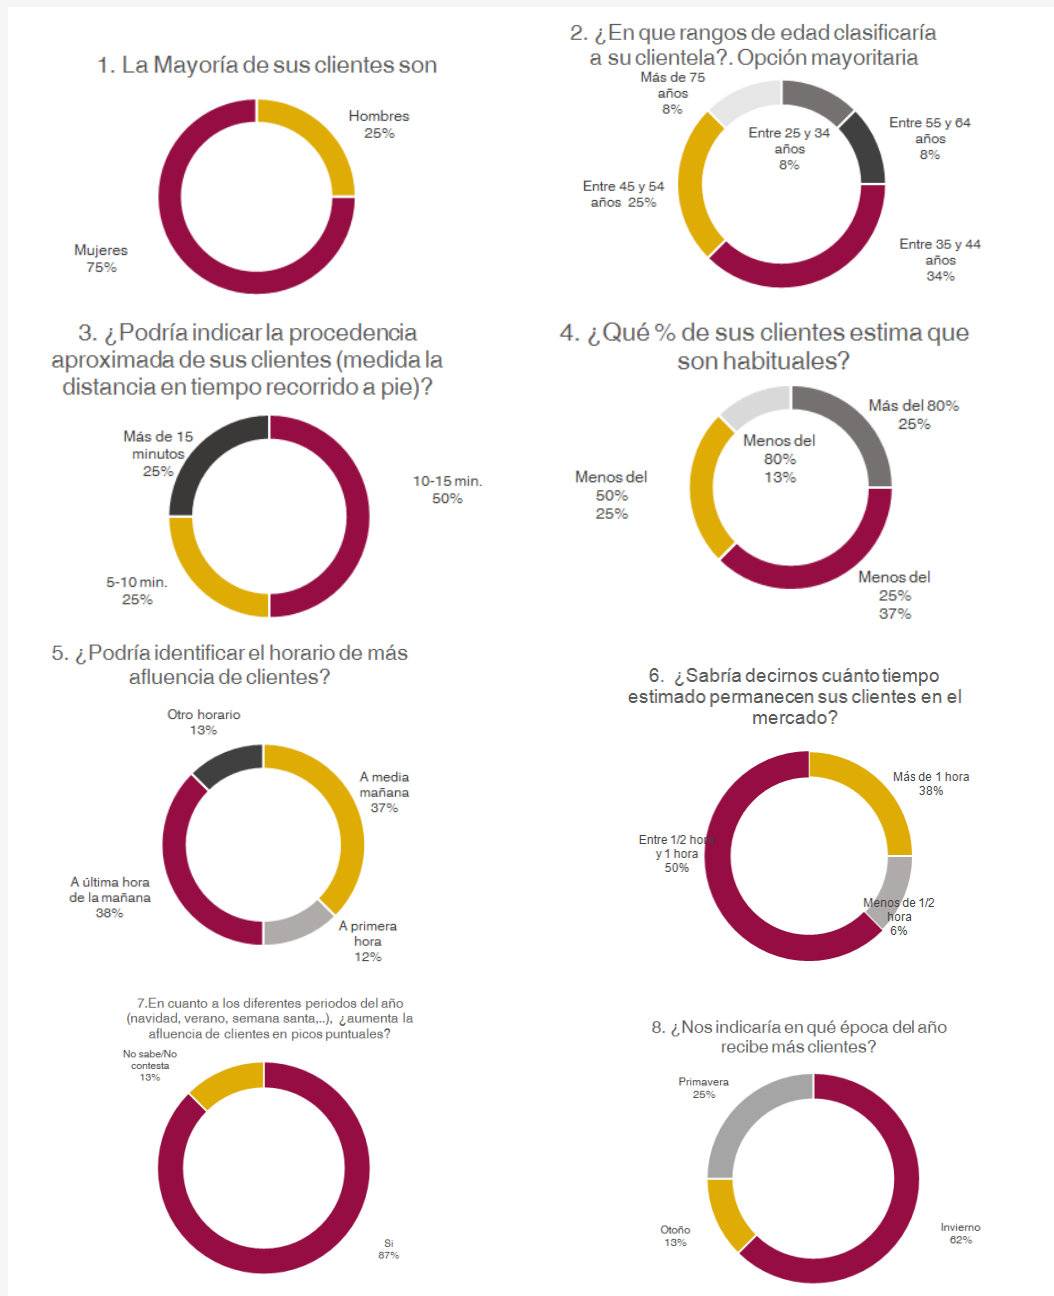 1. La Mayoría de sus clientes son
Hombres
25%
Mujeres
75%
2. ¿En que rangos de edad clasificaría
a su clientela?. Opción mayoritaria
Más de 75
años
8%
Entre 25 y 34
años
8%
Entre 55 y 64
años
8%
Entre 45 y 54
años 25%
Entre 35 y 44
años
34%
3. ¿Podría indicar la procedencia
aproximada de sus clientes (medida la
distancia en tiempo recorrido a pie)?
Más de 15
minutos
25%
10-15 min.
50%
5-10 min.
25%
4. ¿Qué % de sus clientes estima que
son habituales?
Más del 80%
25%
Menos del
80%
13%
Menos del
50%
25%
Menos del
25%
37%
5. ¿Podría identificar el horario de más
afluencia de clientes?
Otro horario
13%
A media
mañana
37%
A última hora
de la mañana
38%
A primera
hora
12%
6. ¿Sabría decirnos cuánto tiempo
estimado permanecen sus clientes en el
mercado?
Más de 1 hora
38%
Entre 1/2 hora
y 1 hora
50%
Menos de 1/2
hora
6%
7.En cuanto a los diferentes periodos del año
(navidad, verano, semana santa,..), ¿aumenta la
afluencia de clientes en picos puntuales?
No sabe/No
contesta
13%
Si
87%
8. ¿Nos indicaría en qué época del año
recibe más clientes?
Primavera
25%
Otoño
13%
Invierno
62%